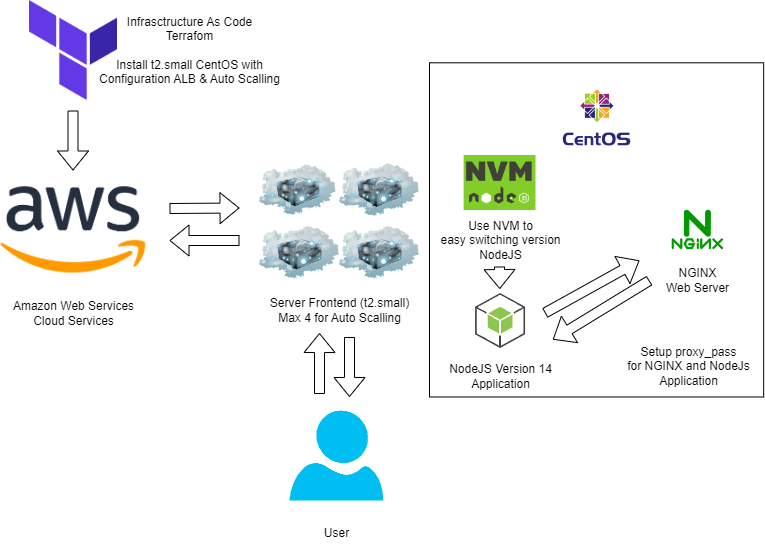 Infrasctructure As Code
Terrafom
Install t2.small CentOS with
Configuration ALB & Auto Scalling
aws
Amazon Web Services
Cloud Services
Server Frontend (t2.small)
Max 4 for Auto Scalling
User
CentOS
NVM
node
JS
Use NVM to
easy switching version
NodeJS
NodeJS Version 14
Application
N
NGINX
NGINX
Web Server
Setup proxy_pass
for NGINX and NodeJs
Application